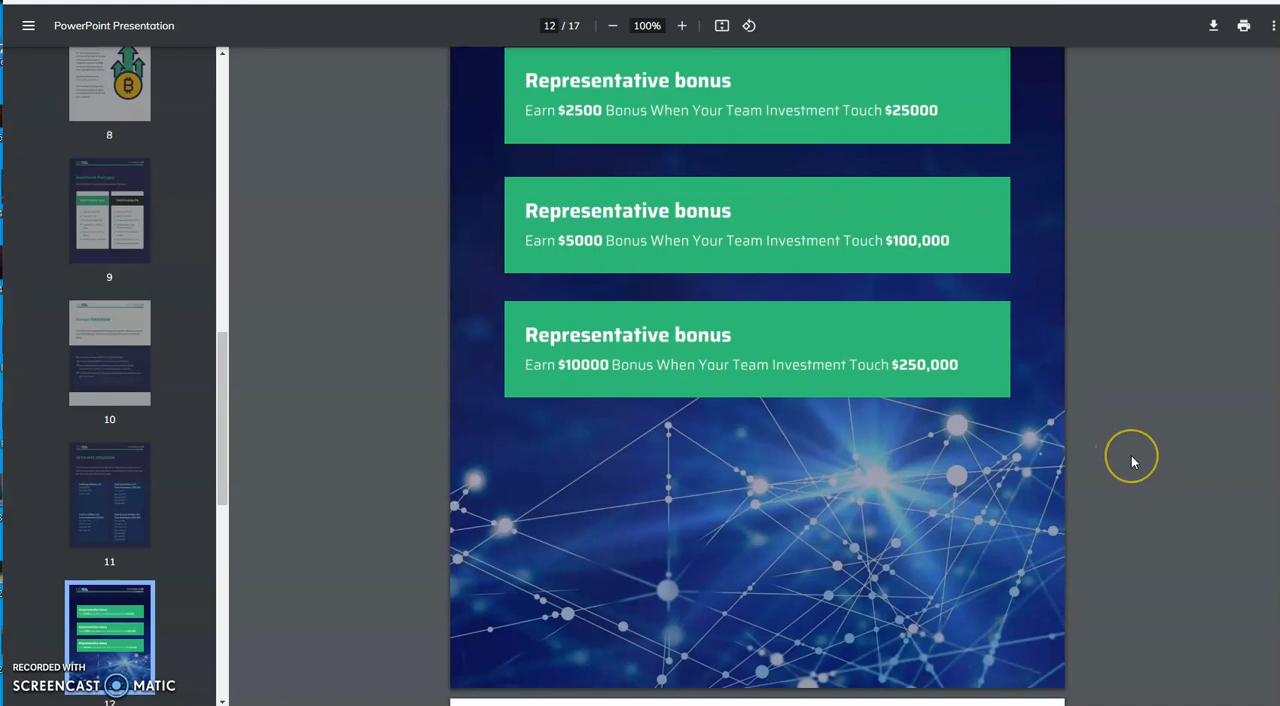 PowerPoint Presentation
12 / 17
100%
8
9
10
11
12
Representative bonus
Earn $2500 Bonus When Your Team Investment Touch $25000
Representative bonus
Earn $5000 Bonus When Your Team Investment Touch $100,000
Representative bonus
Earn $10000 Bonus When Your Team Investment Touch $250,000
RECORDED WITH
SCREENCAST MATIC